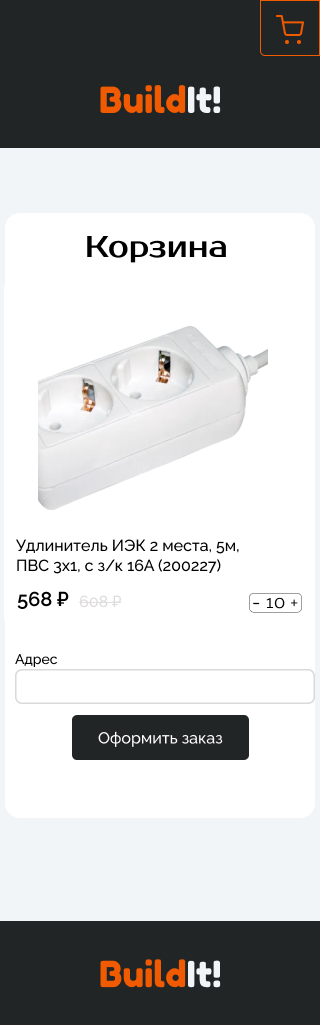 BuildIt!
Корзина
Удлинитель ИЭК 2 места, 5м,
ПВС 3х1, с з/к 16А (200227)
568 ₽ 608 ₽ - 10 +
Адрес
Оформить заказ
BuildIt!